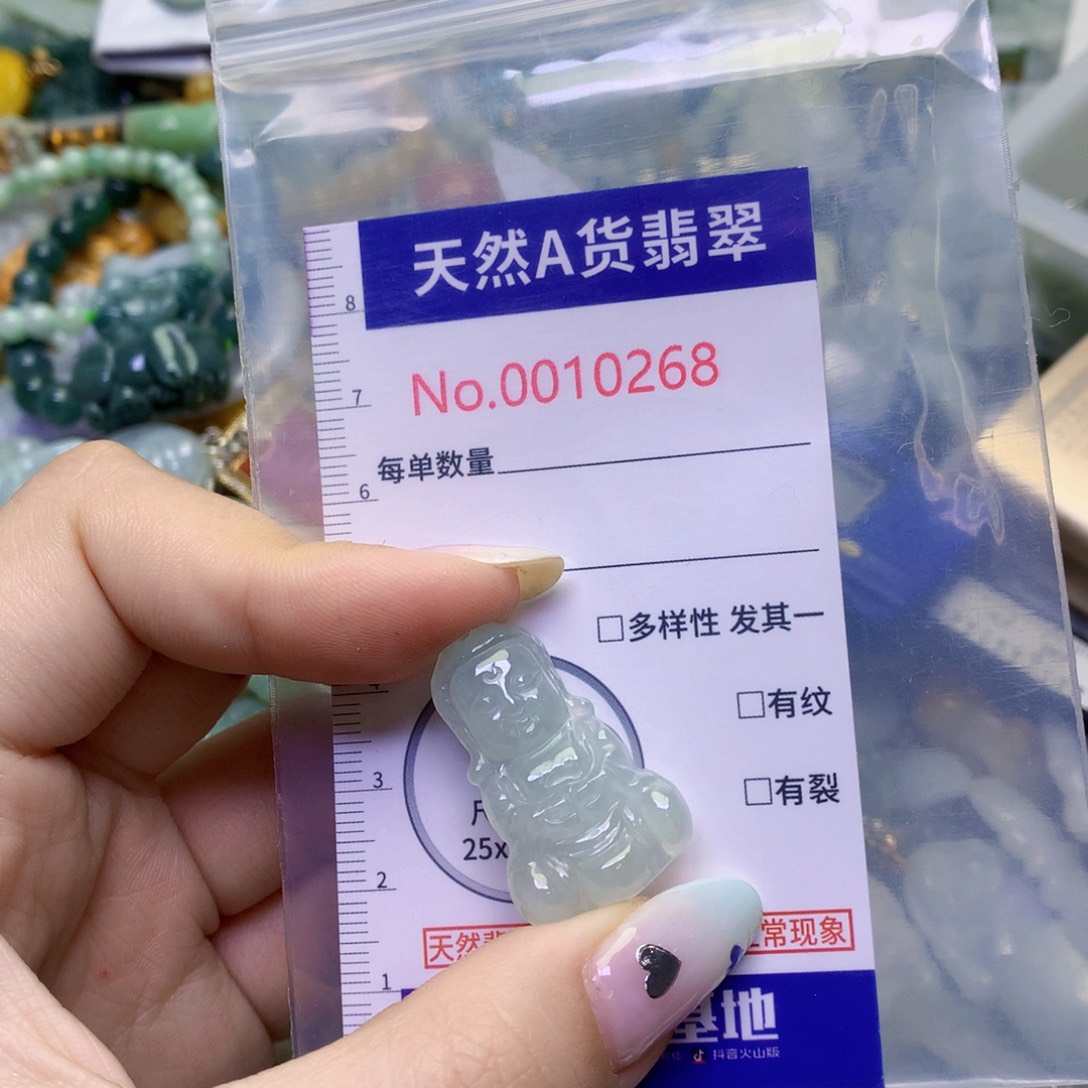 天然A货翡翠
8
No.0010268
7
每单数量
6
□多样性 发其一
□有纹
3
□有裂
25x
2
天然 常现象
1
基地
抖音火山版